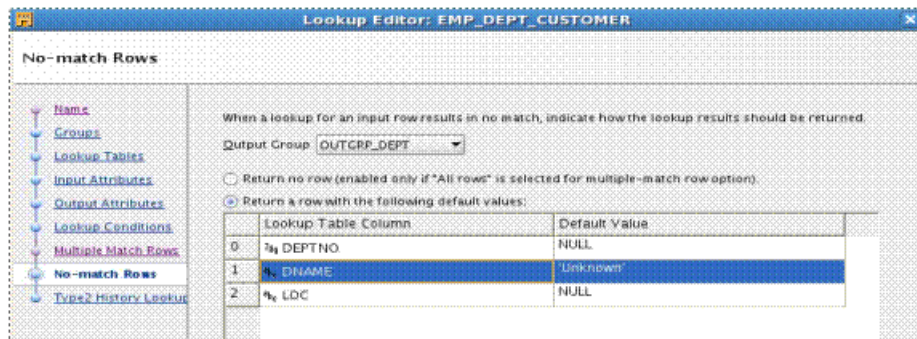 Lookup Editor: EMP_DEPT_CUSTOMER
No-match Rows
Name
Groups
Lookup Tables
Input Attributes
Output Attributes
Lookup Conditions
Multiple Match Rows
No-match Rows
Type2 History Lookup
When a lookup for an input row results in no match, indicate how the lookup results should be returned.
Output Group OUTGRP_DEPT
Return no row (enabled only if "All rows" is selected for multiple-match row option).
Return a row with the following default values:
Lookup Table Column Default Value
0 789 DEPTNO NULL
1 DNAME 'Unknown'
2 LOC NULL